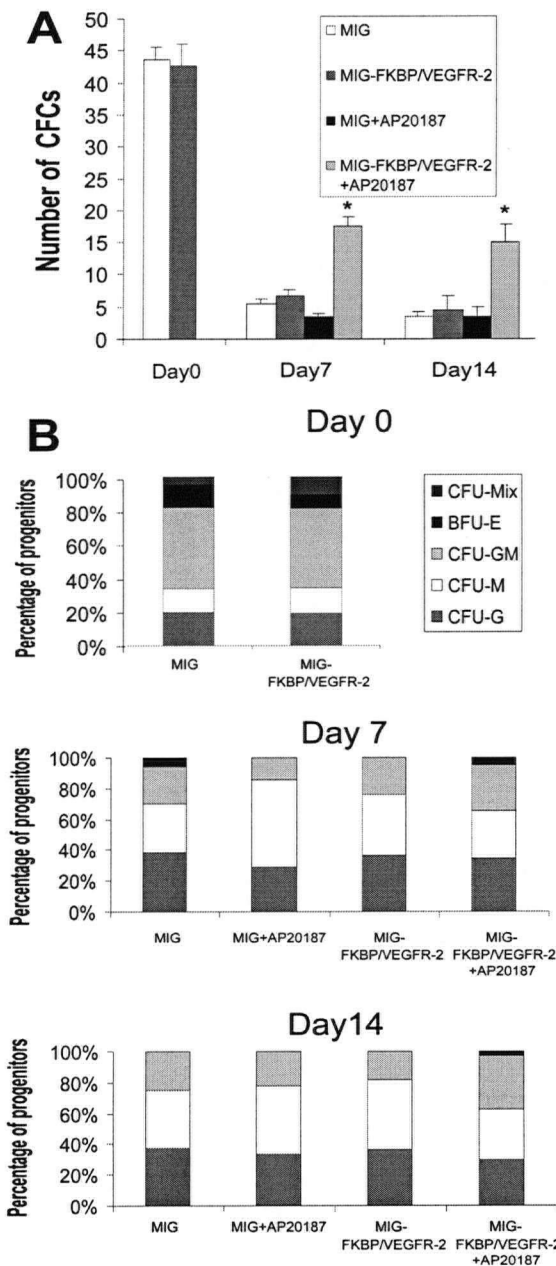 A
50
45
40
35
30
25
20
15
10
5
0
Number of CFCs
MIG
MIG-FKBP/VEGFR-2
MIG+AP20187
MIG-FKBP/VEGFR-2
+AP20187
*
*
Day0
Day7
Day14
B
Day 0
100%
80%
60%
40%
20%
0%
Percentage of progenitors
MIG
MIG-
FKBP/VEGFR-2
CFU-Mix
BFU-E
CFU-GM
CFU-M
CFU-G
Day 7
100%
80%
60%
40%
20%
0%
Percentage of progenitors
MIG
MIG+AP20187
MIG-
FKBP/VEGFR-2
MIG-
FKBP/VEGFR-2
+AP20187
Day14
100%
80%
60%
40%
20%
0%
Percentage of progenitors
MIG
MIG+AP20187
MIG-
FKBP/VEGFR-2
MIG-
FKBP/VEGFR-2
+AP20187